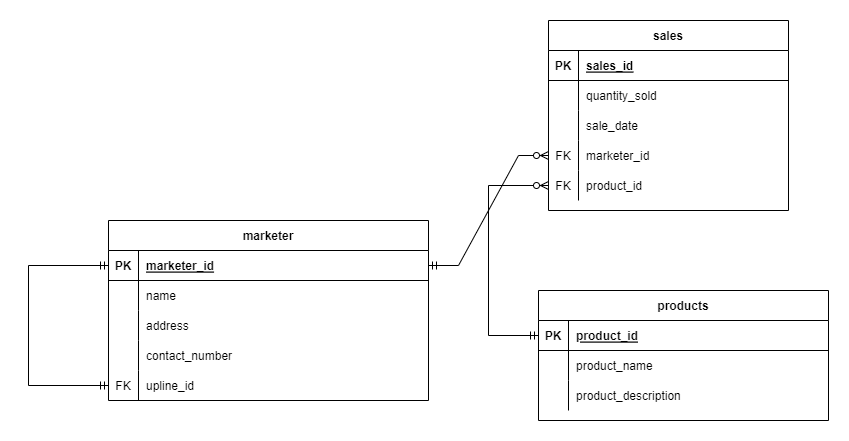 sales
PK sales_id
quantity_sold
sale_date
FK marketer_id
FK product_id
marketer
PK marketer_id
name
address
contact_number
FK upline_id
products
PK product_id
product_name
product_description